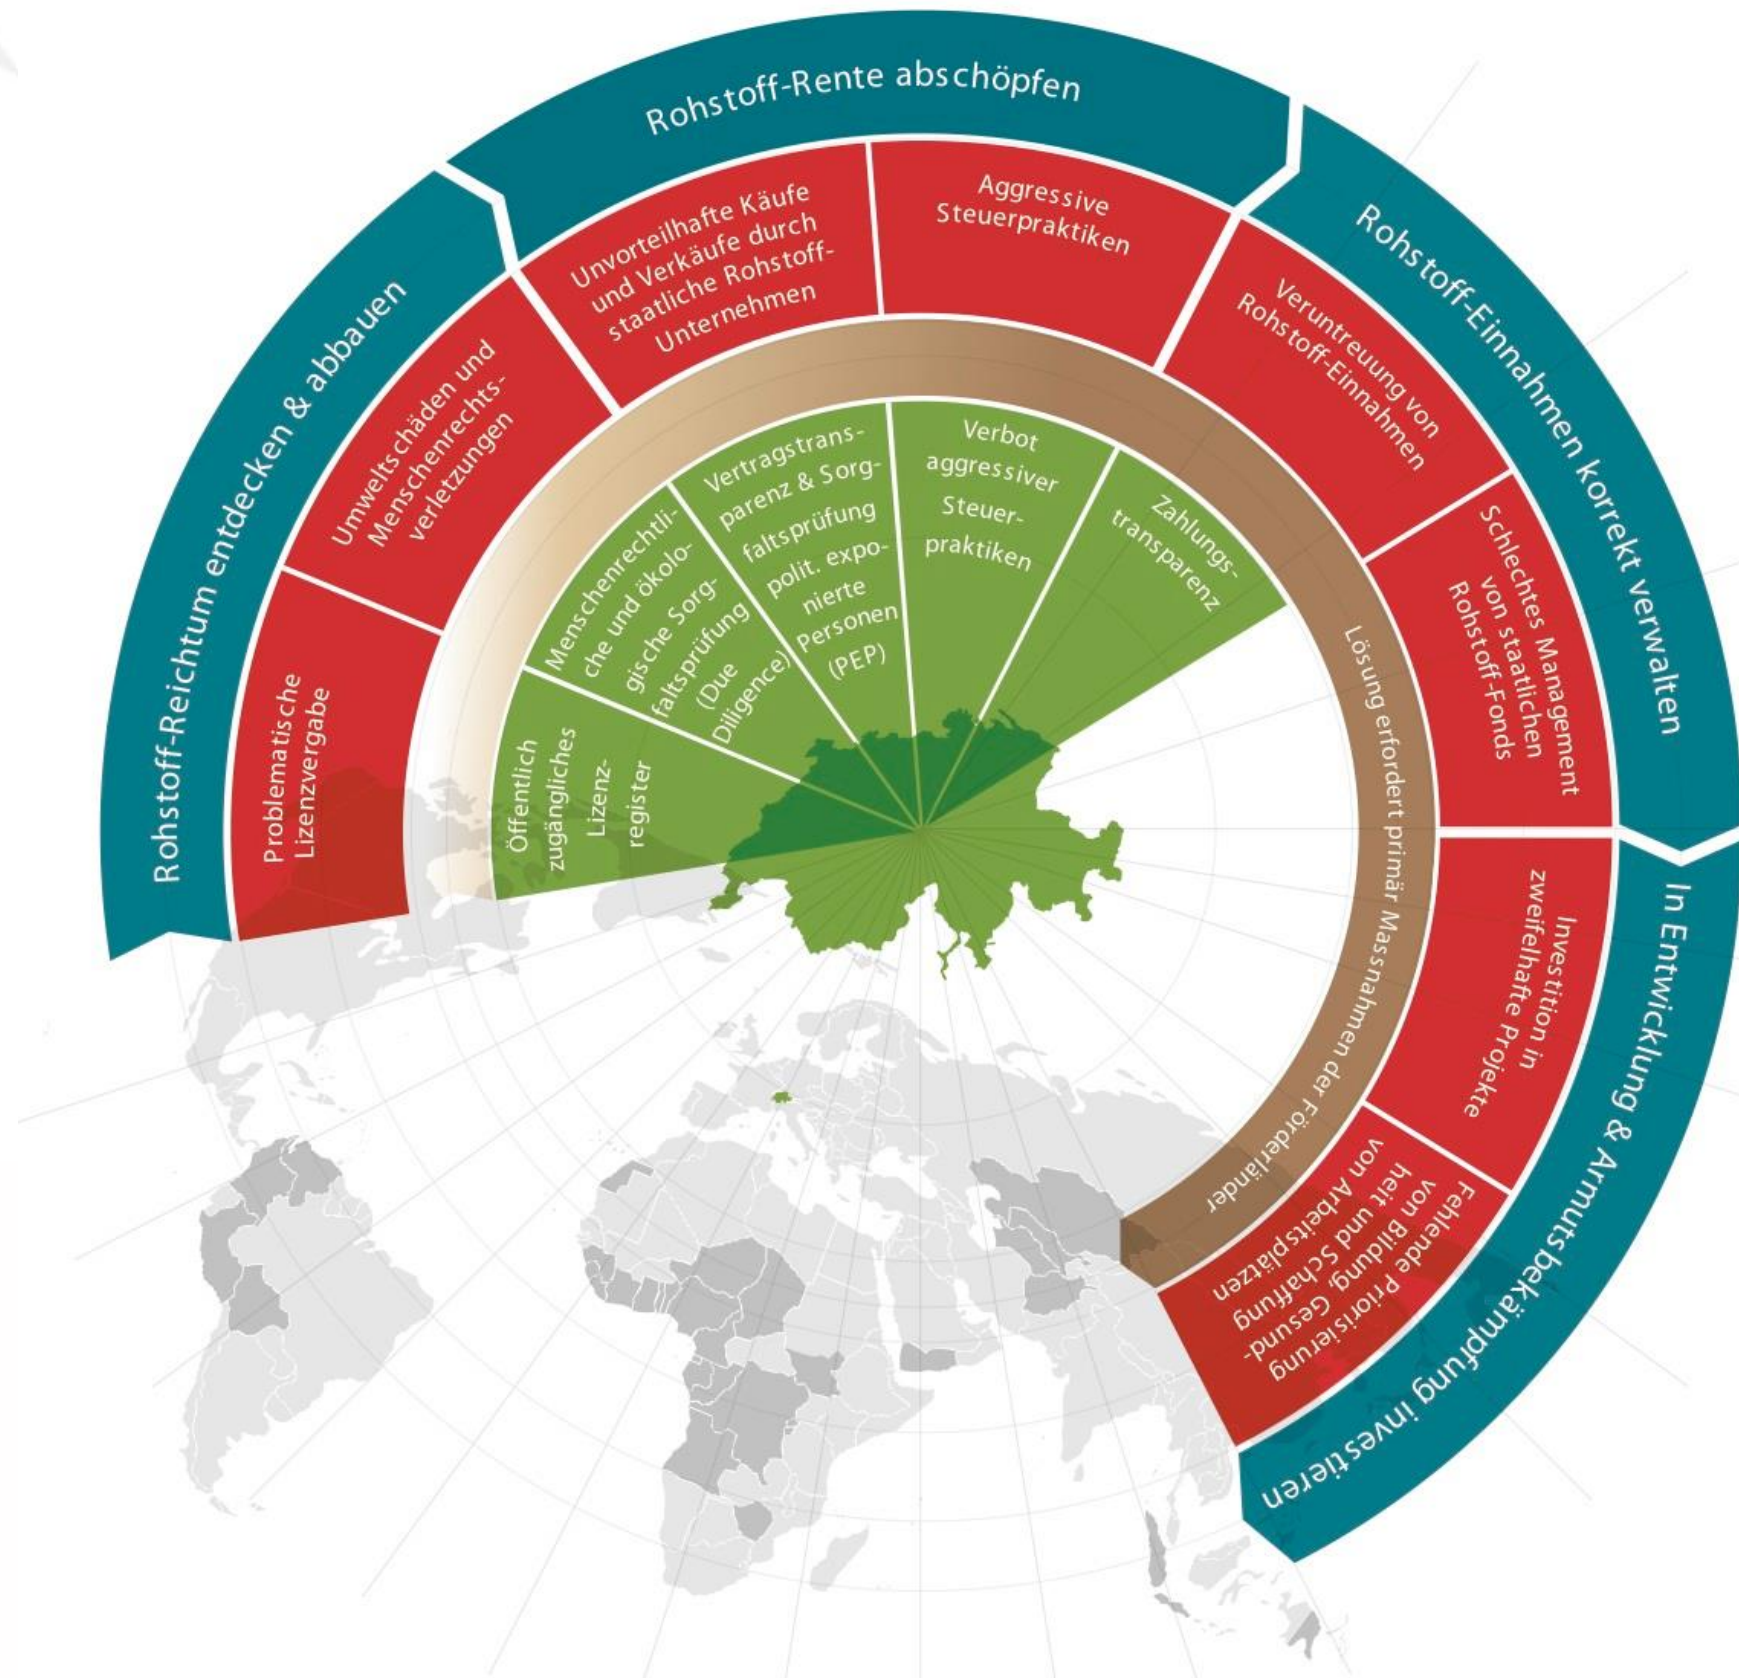 Rohstoff-Reichtum entdecken & abbauen
Rohstoff-Rente abschöpfen
Rohstoff-Einnahmen korrekt verwalten
In Entwicklung & Armutsbekämpfung investieren
Problematische
Lizenzvergabe
Umweltschäden und
Menschenrechts-
verletzungen
Unvorteilhafte Käufe
und Verkäufe durch
staatliche Rohstoff-
Unternehmen
Aggressive
Steuerpraktiken
Veruntreuung von
Rohstoff-Einnahmen
Schlechtes Management
von staatlichen
Rohstoff-Fonds
Investition in
zweifelhafte Projekte
Fehlende Priorisierung
von Bildung, Gesund-
heit und Schaffung
von Arbeitsplätzen
Lösung erfordert primär Massnahmen der Förderländer
Öffentlich
zugängliches
Lizenz-
register
Menschenrechtli-
che und ökolo-
gische Sorg-
faltsprüfung
(Due
Diligence)
Vertragstrans-
parenz & Sorg-
faltsprüfung
polit. expo-
nierte
Personen
(PEP)
Verbot
aggressiver
Steuer-
praktiken
Zahlungs-
transparenz